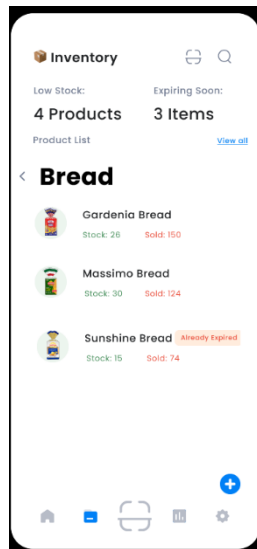 Inventory
Low Stock: Expiring Soon:
4 Products 3 Items
Product List View all
Bread
Gardenia Bread
Stock: 26 Sold: 150
Massimo Bread
Stock: 30 Sold: 124
Sunshine Bread Already Expired
Stock: 15 Sold: 74